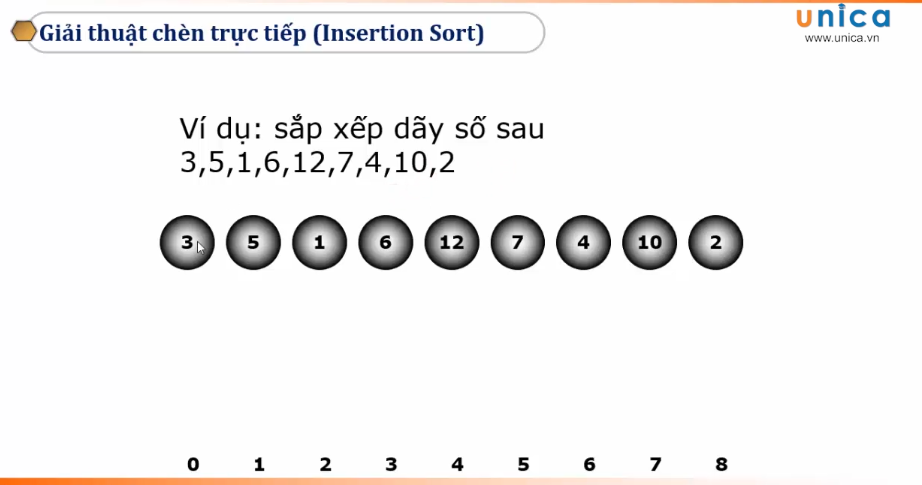 Giải thuật chèn trực tiếp (Insertion Sort)
unica
www.unica.vn
Ví dụ: sắp xếp dãy số sau
3,5,1,6,12,7,4,10,2
3 5 1 6 12 7 4 10 2
0 1 2 3 4 5 6 7 8